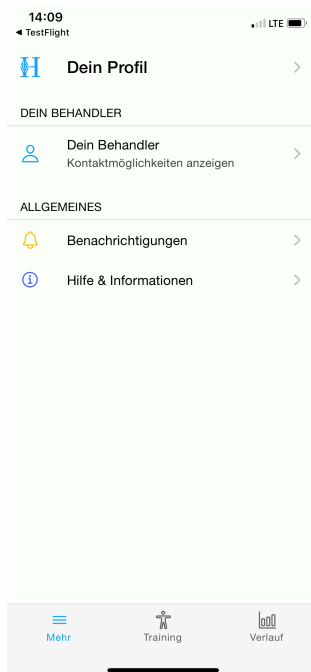 14:09
LTE
◀ TestFlight
H
Dein Profil
DEIN BEHANDLER
Dein Behandler
Kontaktmöglichkeiten anzeigen
ALLGEMEINES
Benachrichtigungen
Hilfe & Informationen
Mehr
Training
Verlauf